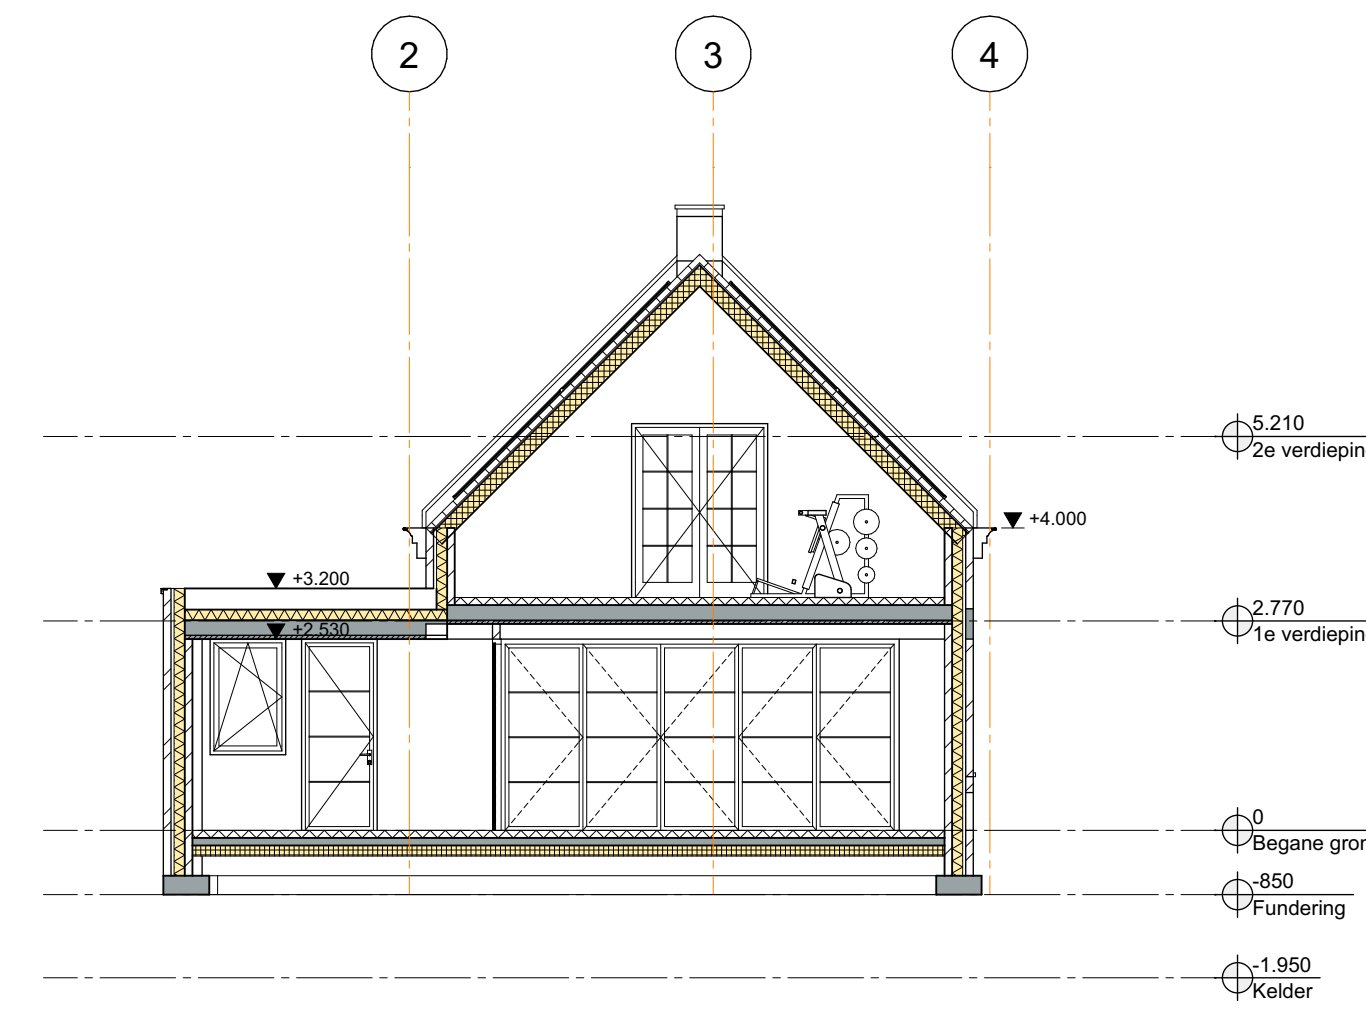 2
3
4
5.210
2e verdiepin
+4.000
+3.200
2.770
1e verdiepin
+2.530
0
Begane gron
-850
Fundering
-1.950
Kelder